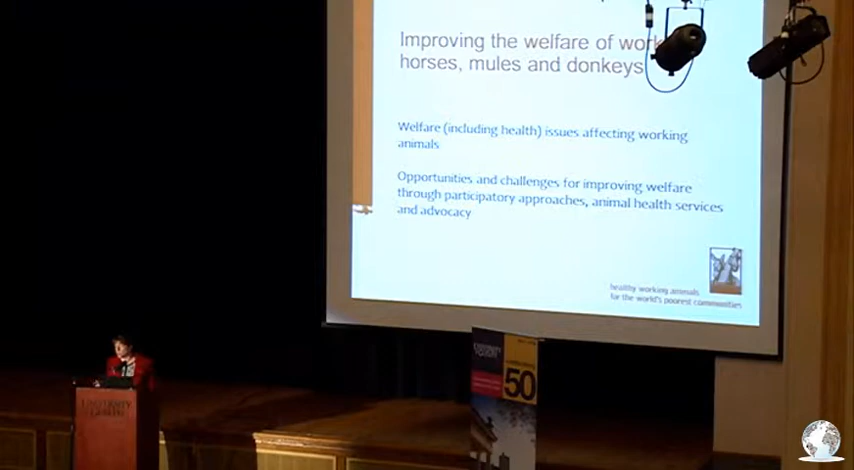 Improving the welfare of work
horses, mules and donkeys
Welfare (including health) issues affecting working
animals
Opportunities and challenges for improving welfare
through participatory approaches, animal health services
and advocacy
healthy working animals
for the world's poorest communities
50
UNIVERSITY